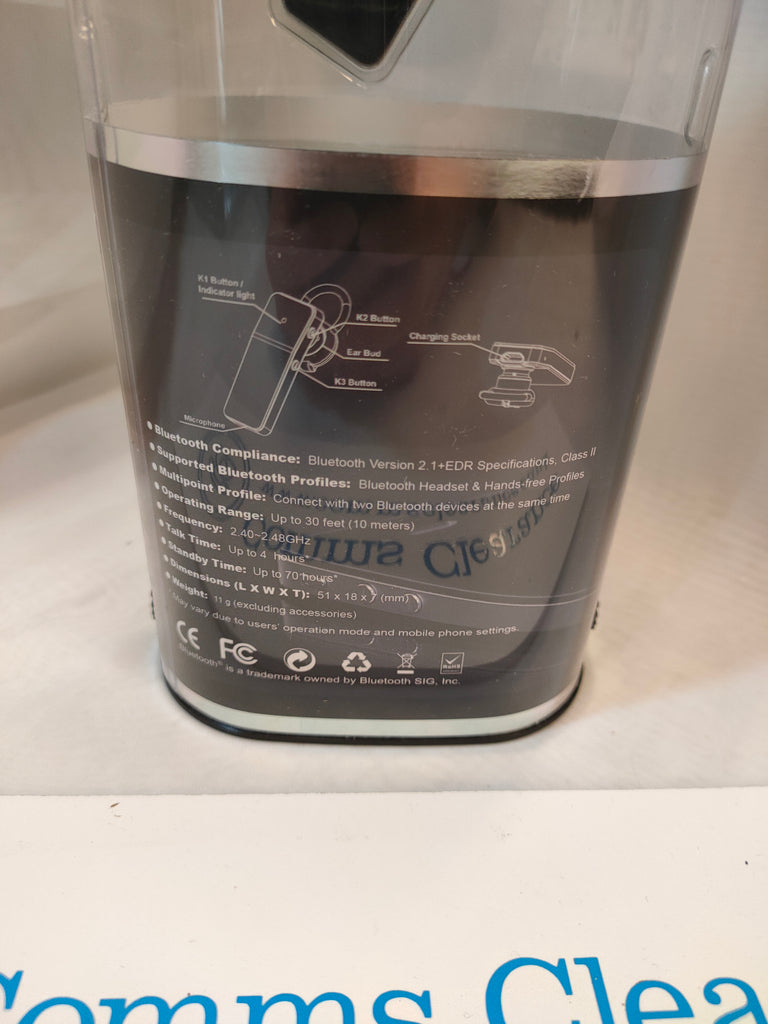 K1 Button /
Indicator light
K2 Button
Ear Bud
K3 Button
Microphone
Charging Socket
● Bluetooth Compliance: Bluetooth Version 2.1+EDR Specifications, Class II
● Supported Bluetooth Profiles: Bluetooth Headset & Hands-free Profiles
● Multipoint Profile: Connect with two Bluetooth devices at the same time
● Operating Range: Up to 30 feet (10 meters)
● Frequency: 2.40~2.48GHz
● Talk Time: Up to 4 hours*
● Standby Time: Up to 70 hours*
● Dimensions (L X W X T): 51 x 18 x 7 (mm)
● Weight: 11 g (excluding accessories)
* May vary due to users' operation mode and mobile phone settings.
CE FC RoHS
Bluetooth® is a trademark owned by Bluetooth SIG, Inc.
Comms Clea